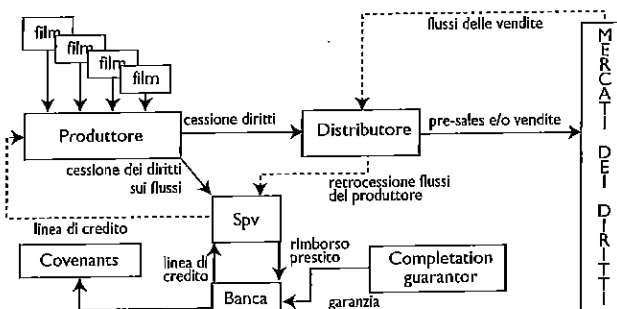 film
film
film
film
flussi delle vendite
Produttore
cessione diritti
Distributore
pre-sales e/o vendite
MERCATI DEI DIRITTI
cessione dei diritti
sui flussi
retrocessione flussi
del produttore
linea di credito
Spv
Covenants
linea di
credito
rimborso
prestito
Completation
guarantor
Banca
garanzia